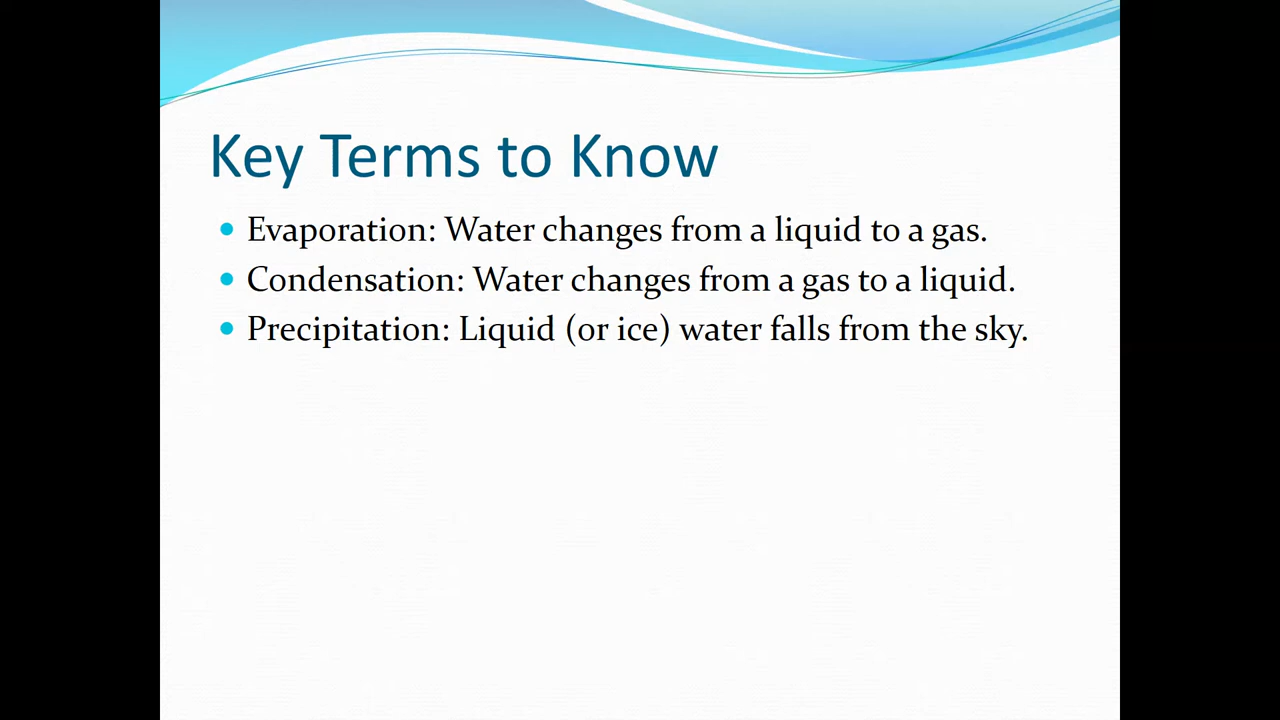 Key Terms to Know
• Evaporation: Water changes from a liquid to a gas.
• Condensation: Water changes from a gas to a liquid.
• Precipitation: Liquid (or ice) water falls from the sky.